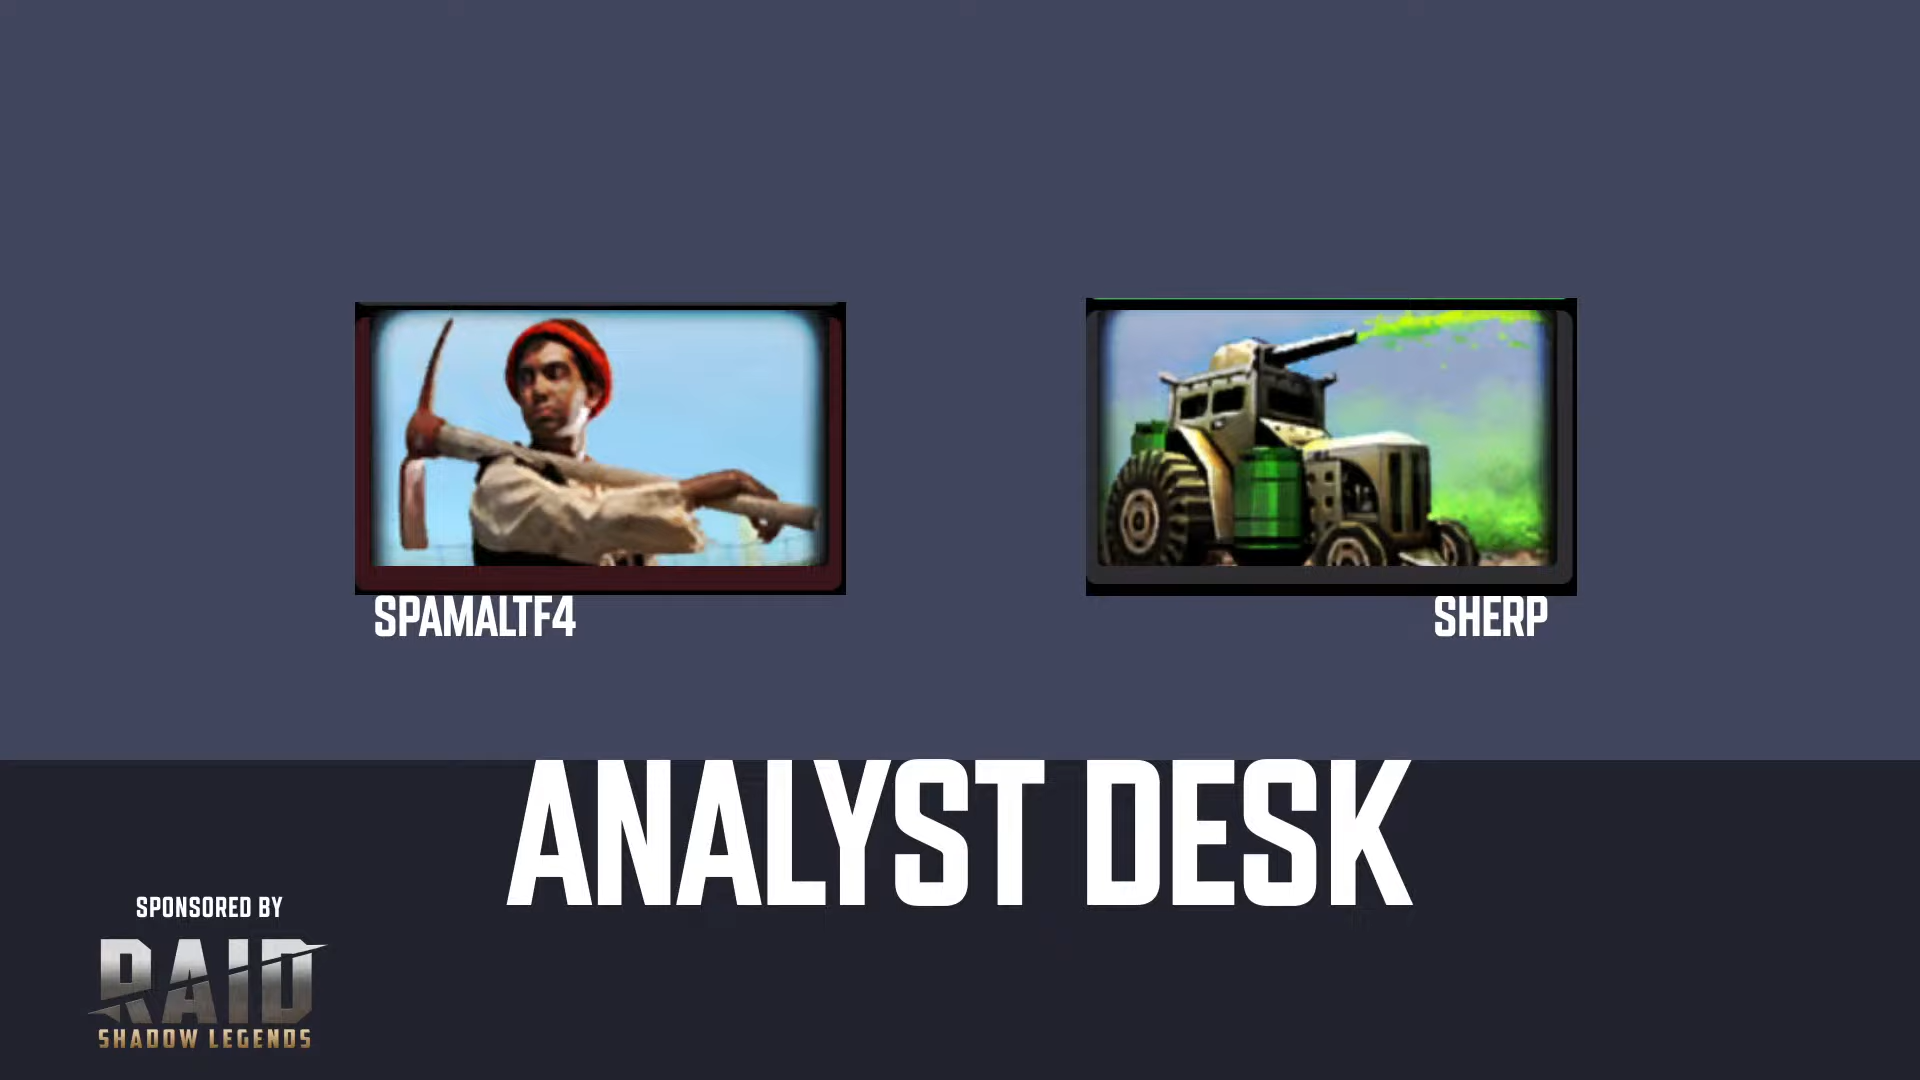 SPAMALTF4
SHERP
ANALYST DESK
SPONSORED BY
RAID
SHADOW LEGENDS